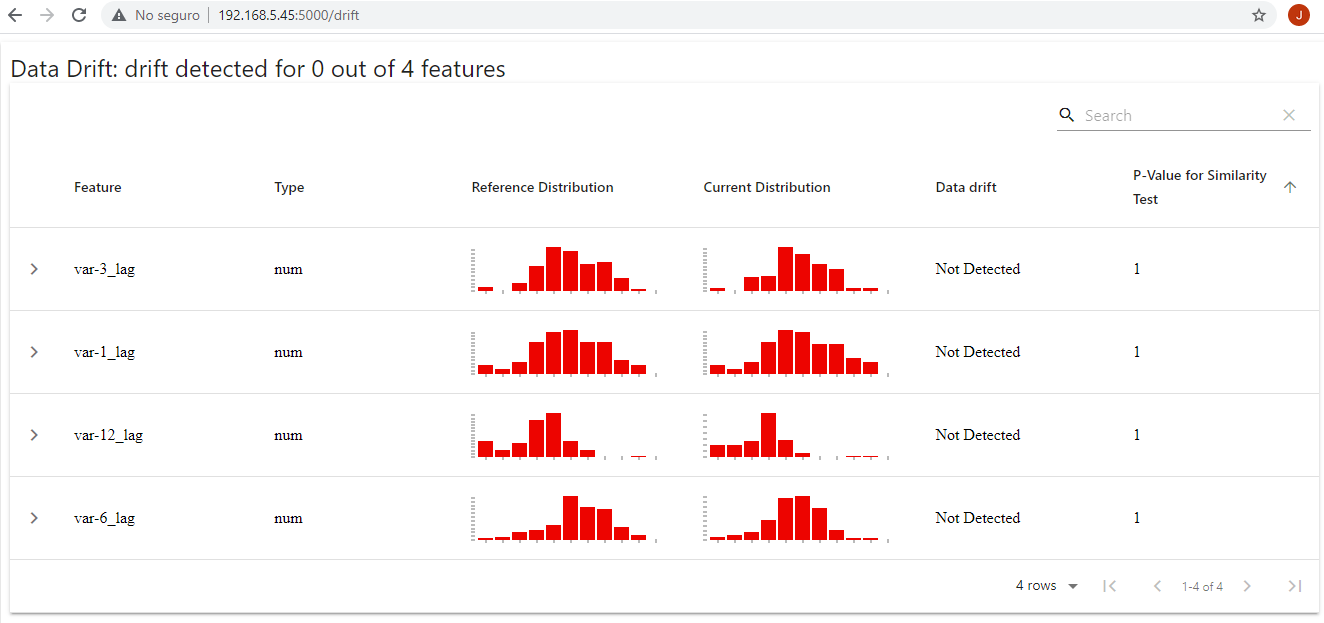 No seguro 192.168.5.45:5000/drift
J
Data Drift: drift detected for 0 out of 4 features
Search
Feature Type Reference Distribution Current Distribution Data drift P-Value for Similarity
Test
var-3_lag num Not Detected 1
var-1_lag num Not Detected 1
var-12_lag num Not Detected 1
var-6_lag num Not Detected 1
4 rows 1-4 of 4